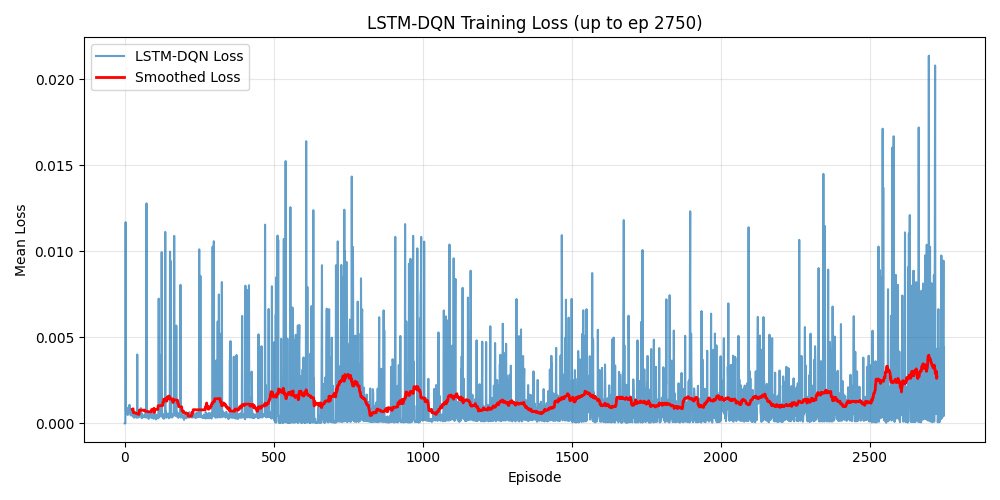 LSTM-DQN Training Loss (up to ep 2750)
LSTM-DQN Loss
Smoothed Loss
Mean Loss
0.020
0.015
0.010
0.005
0.000
0
500
1000
1500
2000
2500
Episode